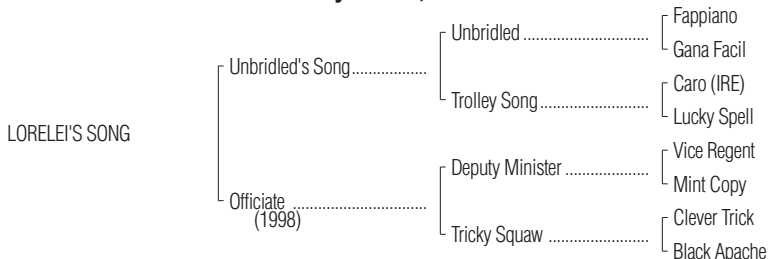 Fappiano
Unbridled
Gana Facil
Unbridled's Song
Caro (IRE)
Trolley Song
Lucky Spell
LORELEI'S SONG
Vice Regent
Deputy Minister
Mint Copy
Officiate
(1998)
Clever Trick
Tricky Squaw
Black Apache